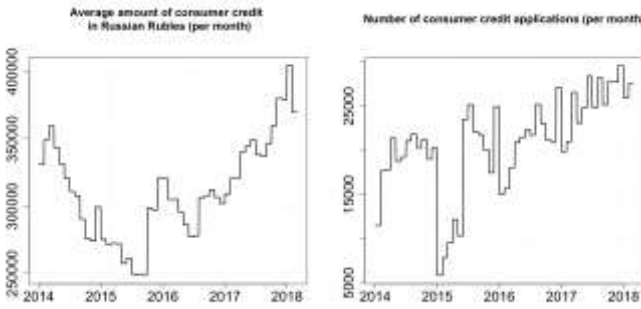 Average amount of consumer credit
in Russian Rubles (per month)
400000
350000
300000
250000
2014 2015 2016 2017 2018
Number of consumer credit applications (per month
25000
15000
5000
2014 2015 2016 2017 2018